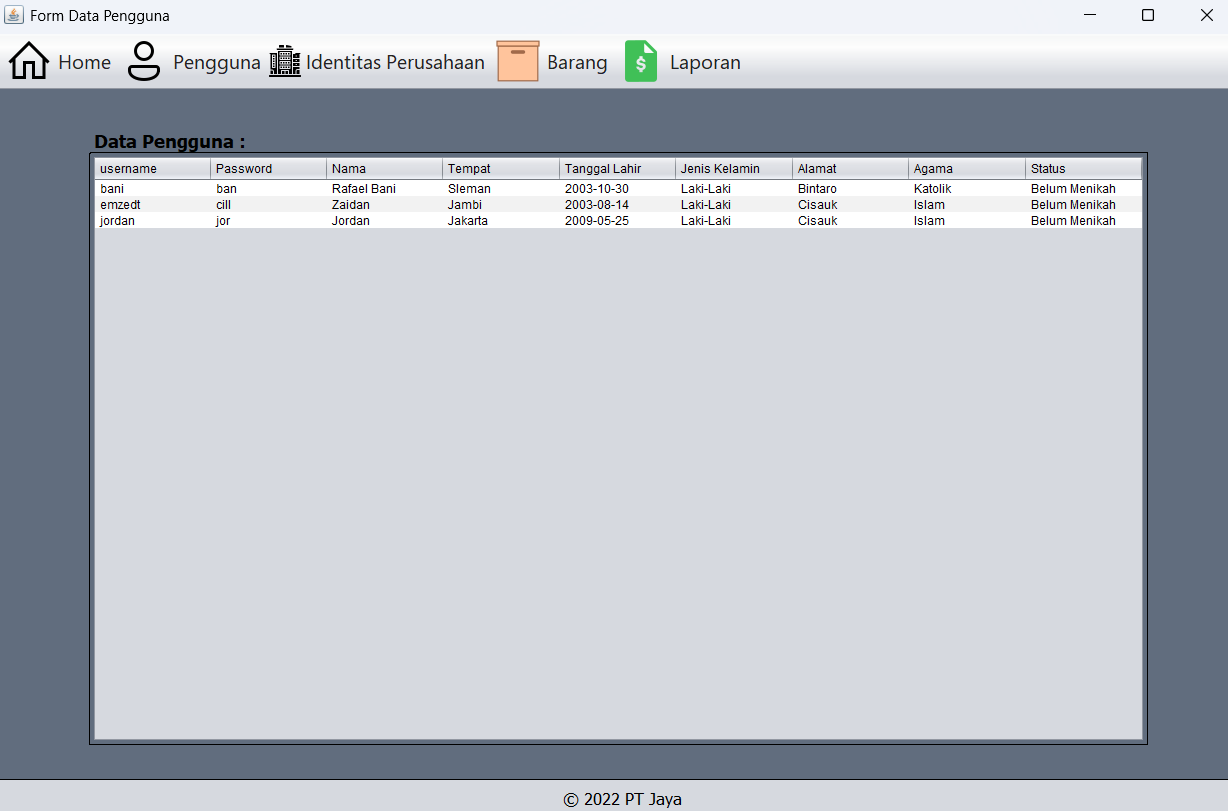 Form Data Pengguna
Home Pengguna Identitas Perusahaan Barang $ Laporan
Data Pengguna :
username Password Nama Tempat Tanggal Lahir Jenis Kelamin Alamat Agama Status
bani ban Rafael Bani Sleman 2003-10-30 Laki-Laki Bintaro Katolik Belum Menikah
emzedt cill Zaidan Jambi 2003-08-14 Laki-Laki Cisauk Islam Belum Menikah
jordan jor Jordan Jakarta 2009-05-25 Laki-Laki Cisauk Islam Belum Menikah
© 2022 PT Jaya